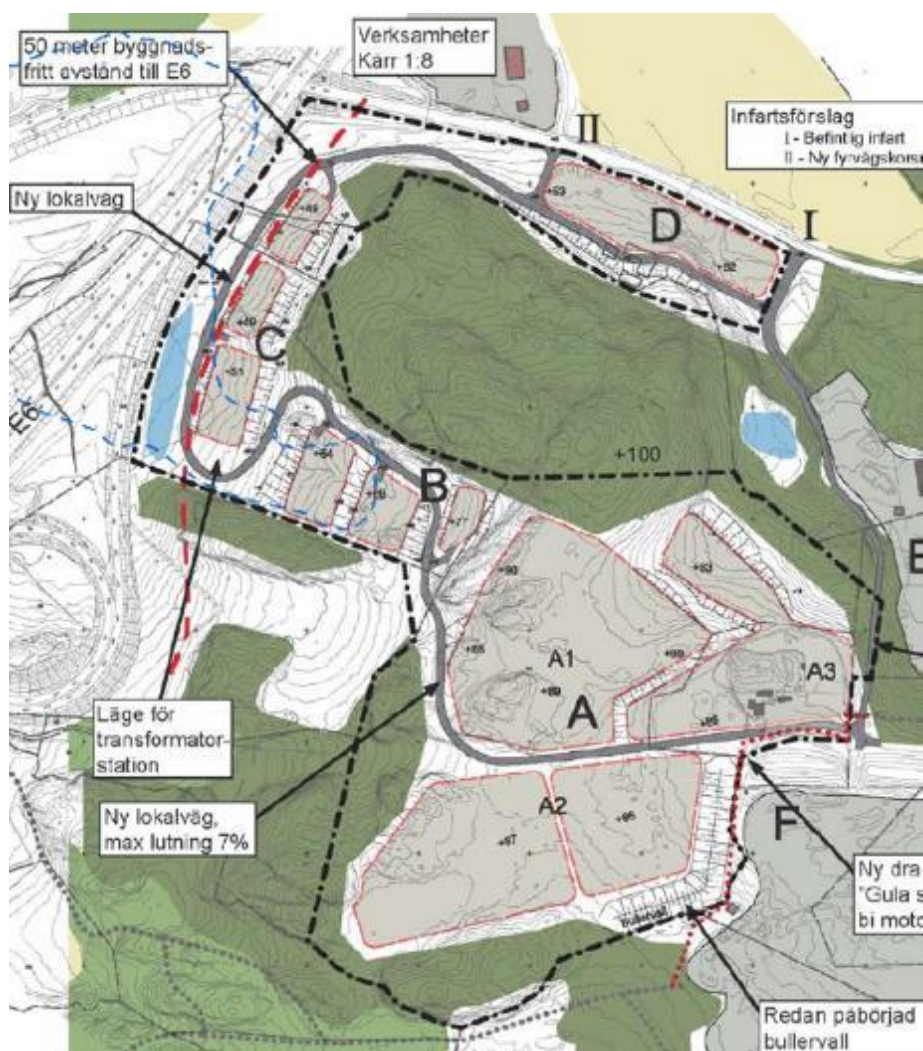 50 meter byggnads-
fritt avstånd till E6
Verksamheter
Karr 1:8
Infartsförslag
I - Befintlig infart
II - Ny fyrvägskorsn
II
I
Ny lokalväg
D
C
E6
+100
B
A1
A
A3
Läge för
transformator-
station
A2
F
Ny lokalväg,
max lutning 7%
Ny dra
"Gula s
bi moto
Bullervall
Redan påbörjad
bullervall